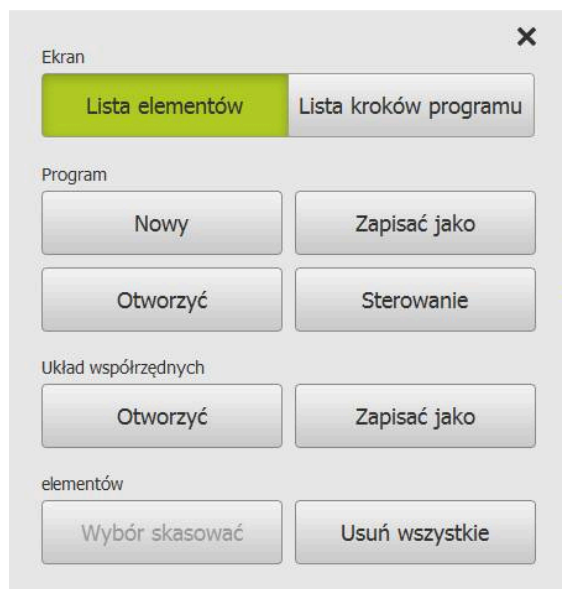 Ekran
Lista elementów Lista kroków programu
Program
Nowy Zapisać jako
Otworzyć Sterowanie
Układ współrzędnych
Otworzyć Zapisać jako
elementów
Wybór skasować Usuń wszystkie